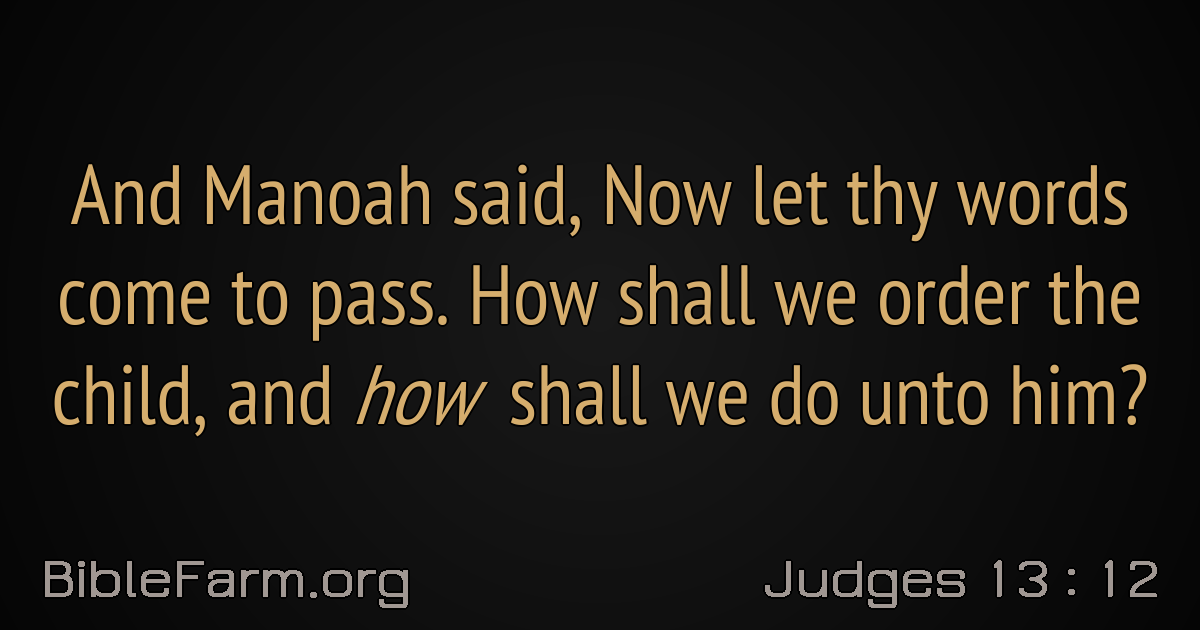 And Manoah said, Now let thy words
come to pass. How shall we order the
child, and how shall we do unto him?
BibleFarm.org
Judges 13 : 12